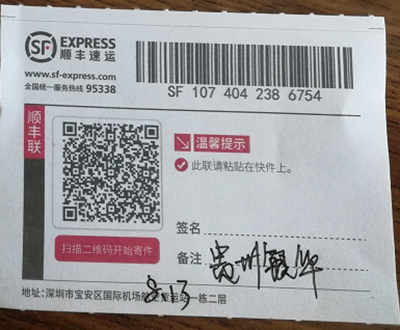 SF EXPRESS
顺丰速运
www.sf-express.com
全国统一服务热线 95338
SF 107 404 238 6754
顺丰联
温馨提示
此联请粘贴在快件上。
扫描二维码开始寄件
签名
备注 贵州
8.13
地址:深圳市宝安区国际机场 一栋二层